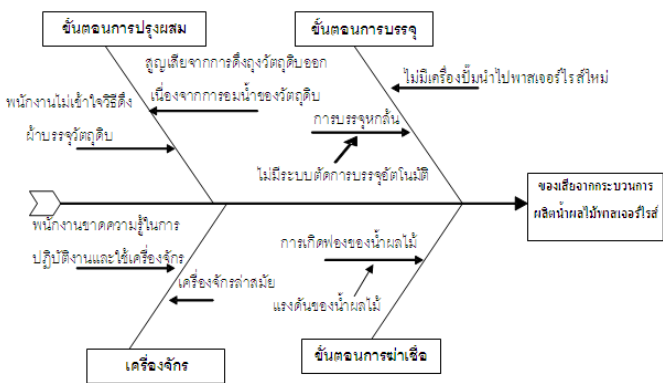 ขั้นตอนการปรุงผสม
ขั้นตอนการบรรจุ
สูญเสียจากการดึงถุงวัตถุดิบออก
เนื่องจากการอมน้ำของวัตถุดิบ
ไม่มีเครื่องปั๊มนำไปพาสเจอร์ไรส์ใหม่
พนักงานไม่เข้าใจวิธีดึง
ผ้าบรรจุวัตถุดิบ
การบรรจุหกล้น
ไม่มีระบบตัดการบรรจุอัตโนมัติ
ของเสียจากกระบวนการ
ผลิตน้ำผลไม้พาสเจอร์ไรส์
พนักงานขาดความรู้ในการ
ปฏิบัติงานและใช้เครื่องจักร
เครื่องจักรล่าสมัย
การเกิดฟองของน้ำผลไม้
แรงดันของน้ำผลไม้
เครื่องจักร
ขั้นตอนการฆ่าเชื่อ